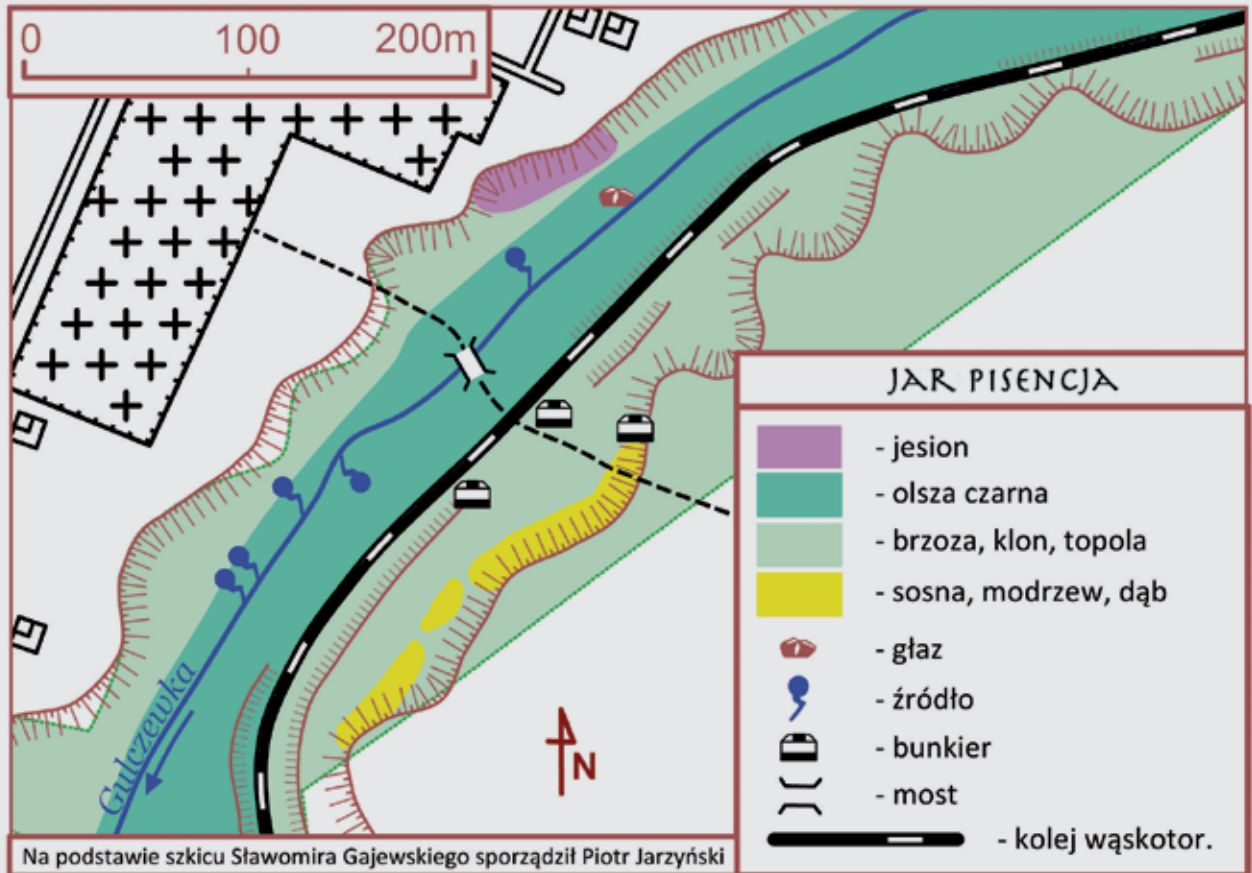 0 100 200m
JAR PISENCJA
- jesion
- olsza czarna
- brzoza, klon, topola
- sosna, modrzew, dąb
- głaz
- źródło
- bunkier
- most
- kolej wąskotor.
N
Gulczewka
Na podstawie szkicu Sławomira Gajewskiego sporządził Piotr Jarzyński